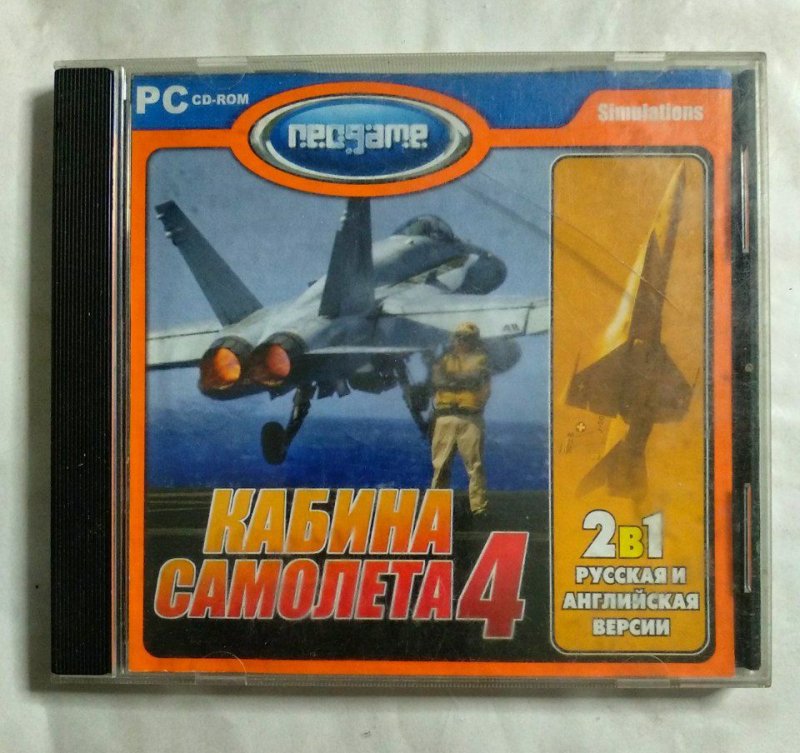 PC CD-ROM
neogame
Simulations
КАБИНА
САМОЛЕТА 4
2в1
РУССКАЯ И
АНГЛИЙСКАЯ
ВЕРСИИ